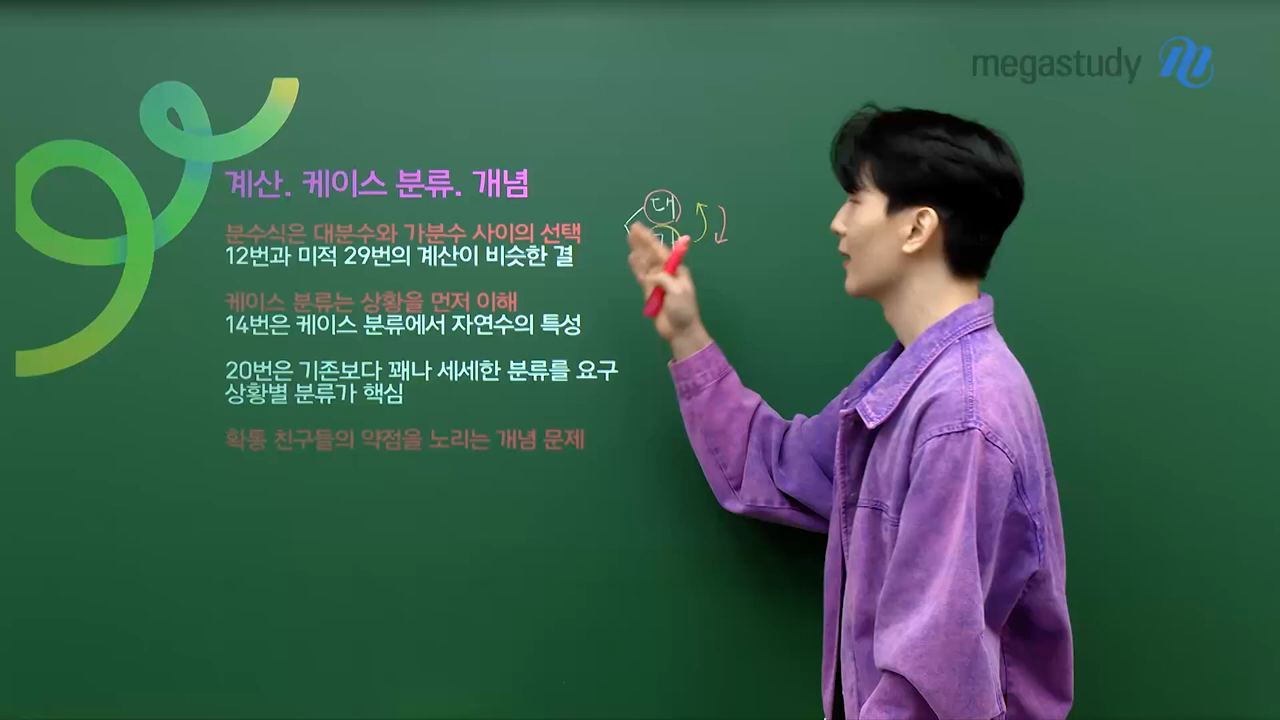 megastudy
계산. 케이스 분류. 개념
분수식은 대분수와 가분수 사이의 선택
12번과 미적 29번의 계산이 비슷한 결
케이스 분류는 상황을 먼저 이해
14번은 케이스 분류에서 자연수의 특성
20번은 기존보다 꽤나 세세한 분류를 요구
상황별 분류가 핵심
확통 친구들의 약점을 노리는 개념 문제
대